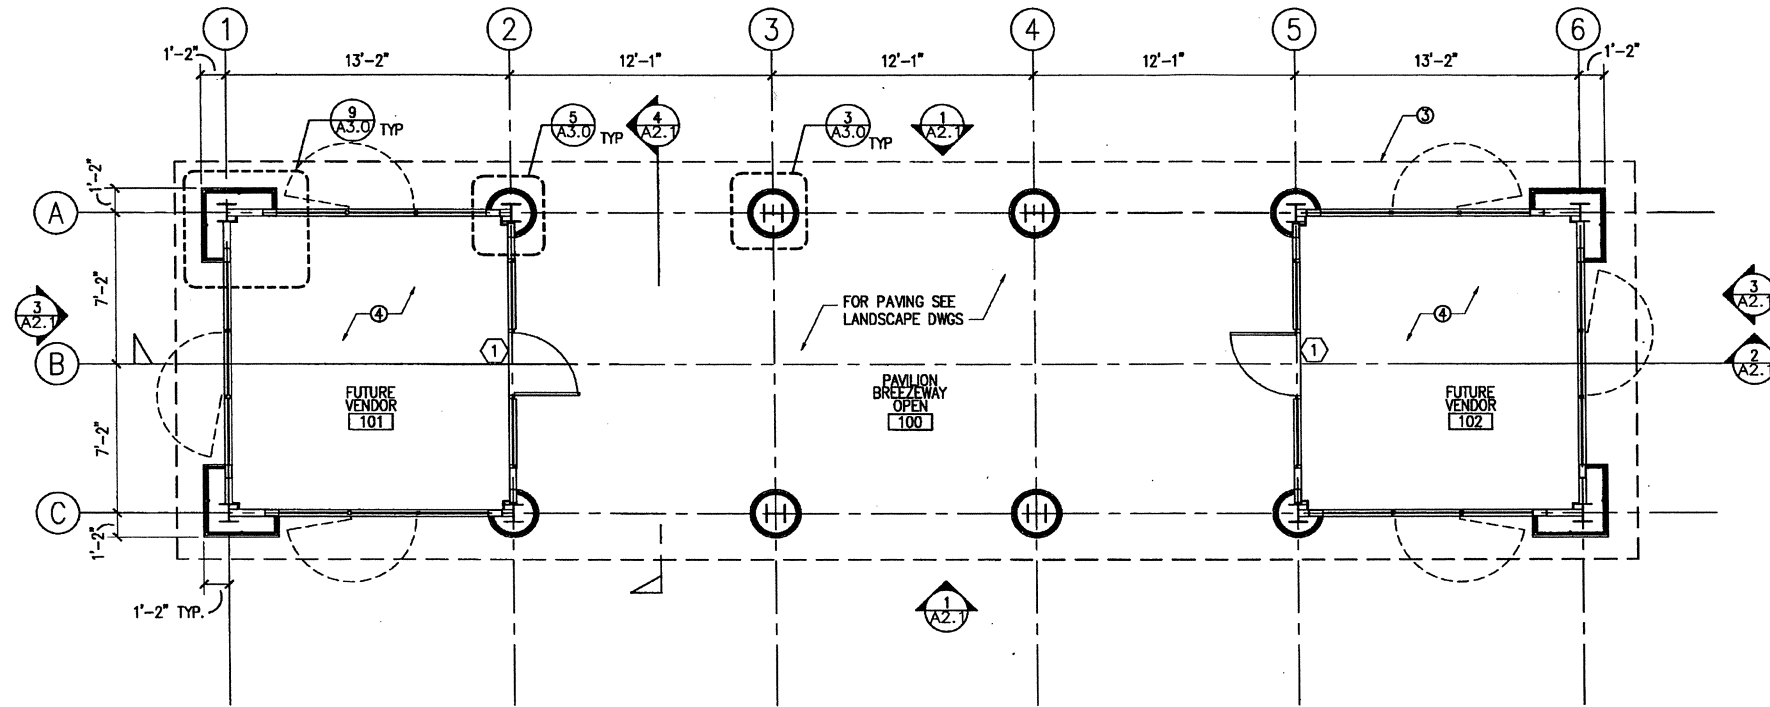 1
2
3
4
5
6
1'-2"
13'-2"
12'-1"
12'-1"
12'-1"
13'-2"
1'-2"
9
A3.0 TYP
5
A3.0 TYP
4
A2.1
3
A3.0 TYP
1
A2.1
3
1'-2"
A
7'-2"
3
A2.1
4
FOR PAVING SEE
LANDSCAPE DWGS
4
3
A2.1
B
1
1
2
A2.1
FUTURE
VENDOR
101
PAVILION
BREEZEWAY
OPEN
100
FUTURE
VENDOR
102
7'-2"
C
1'-2"
1'-2" TYP.
1
A2.1